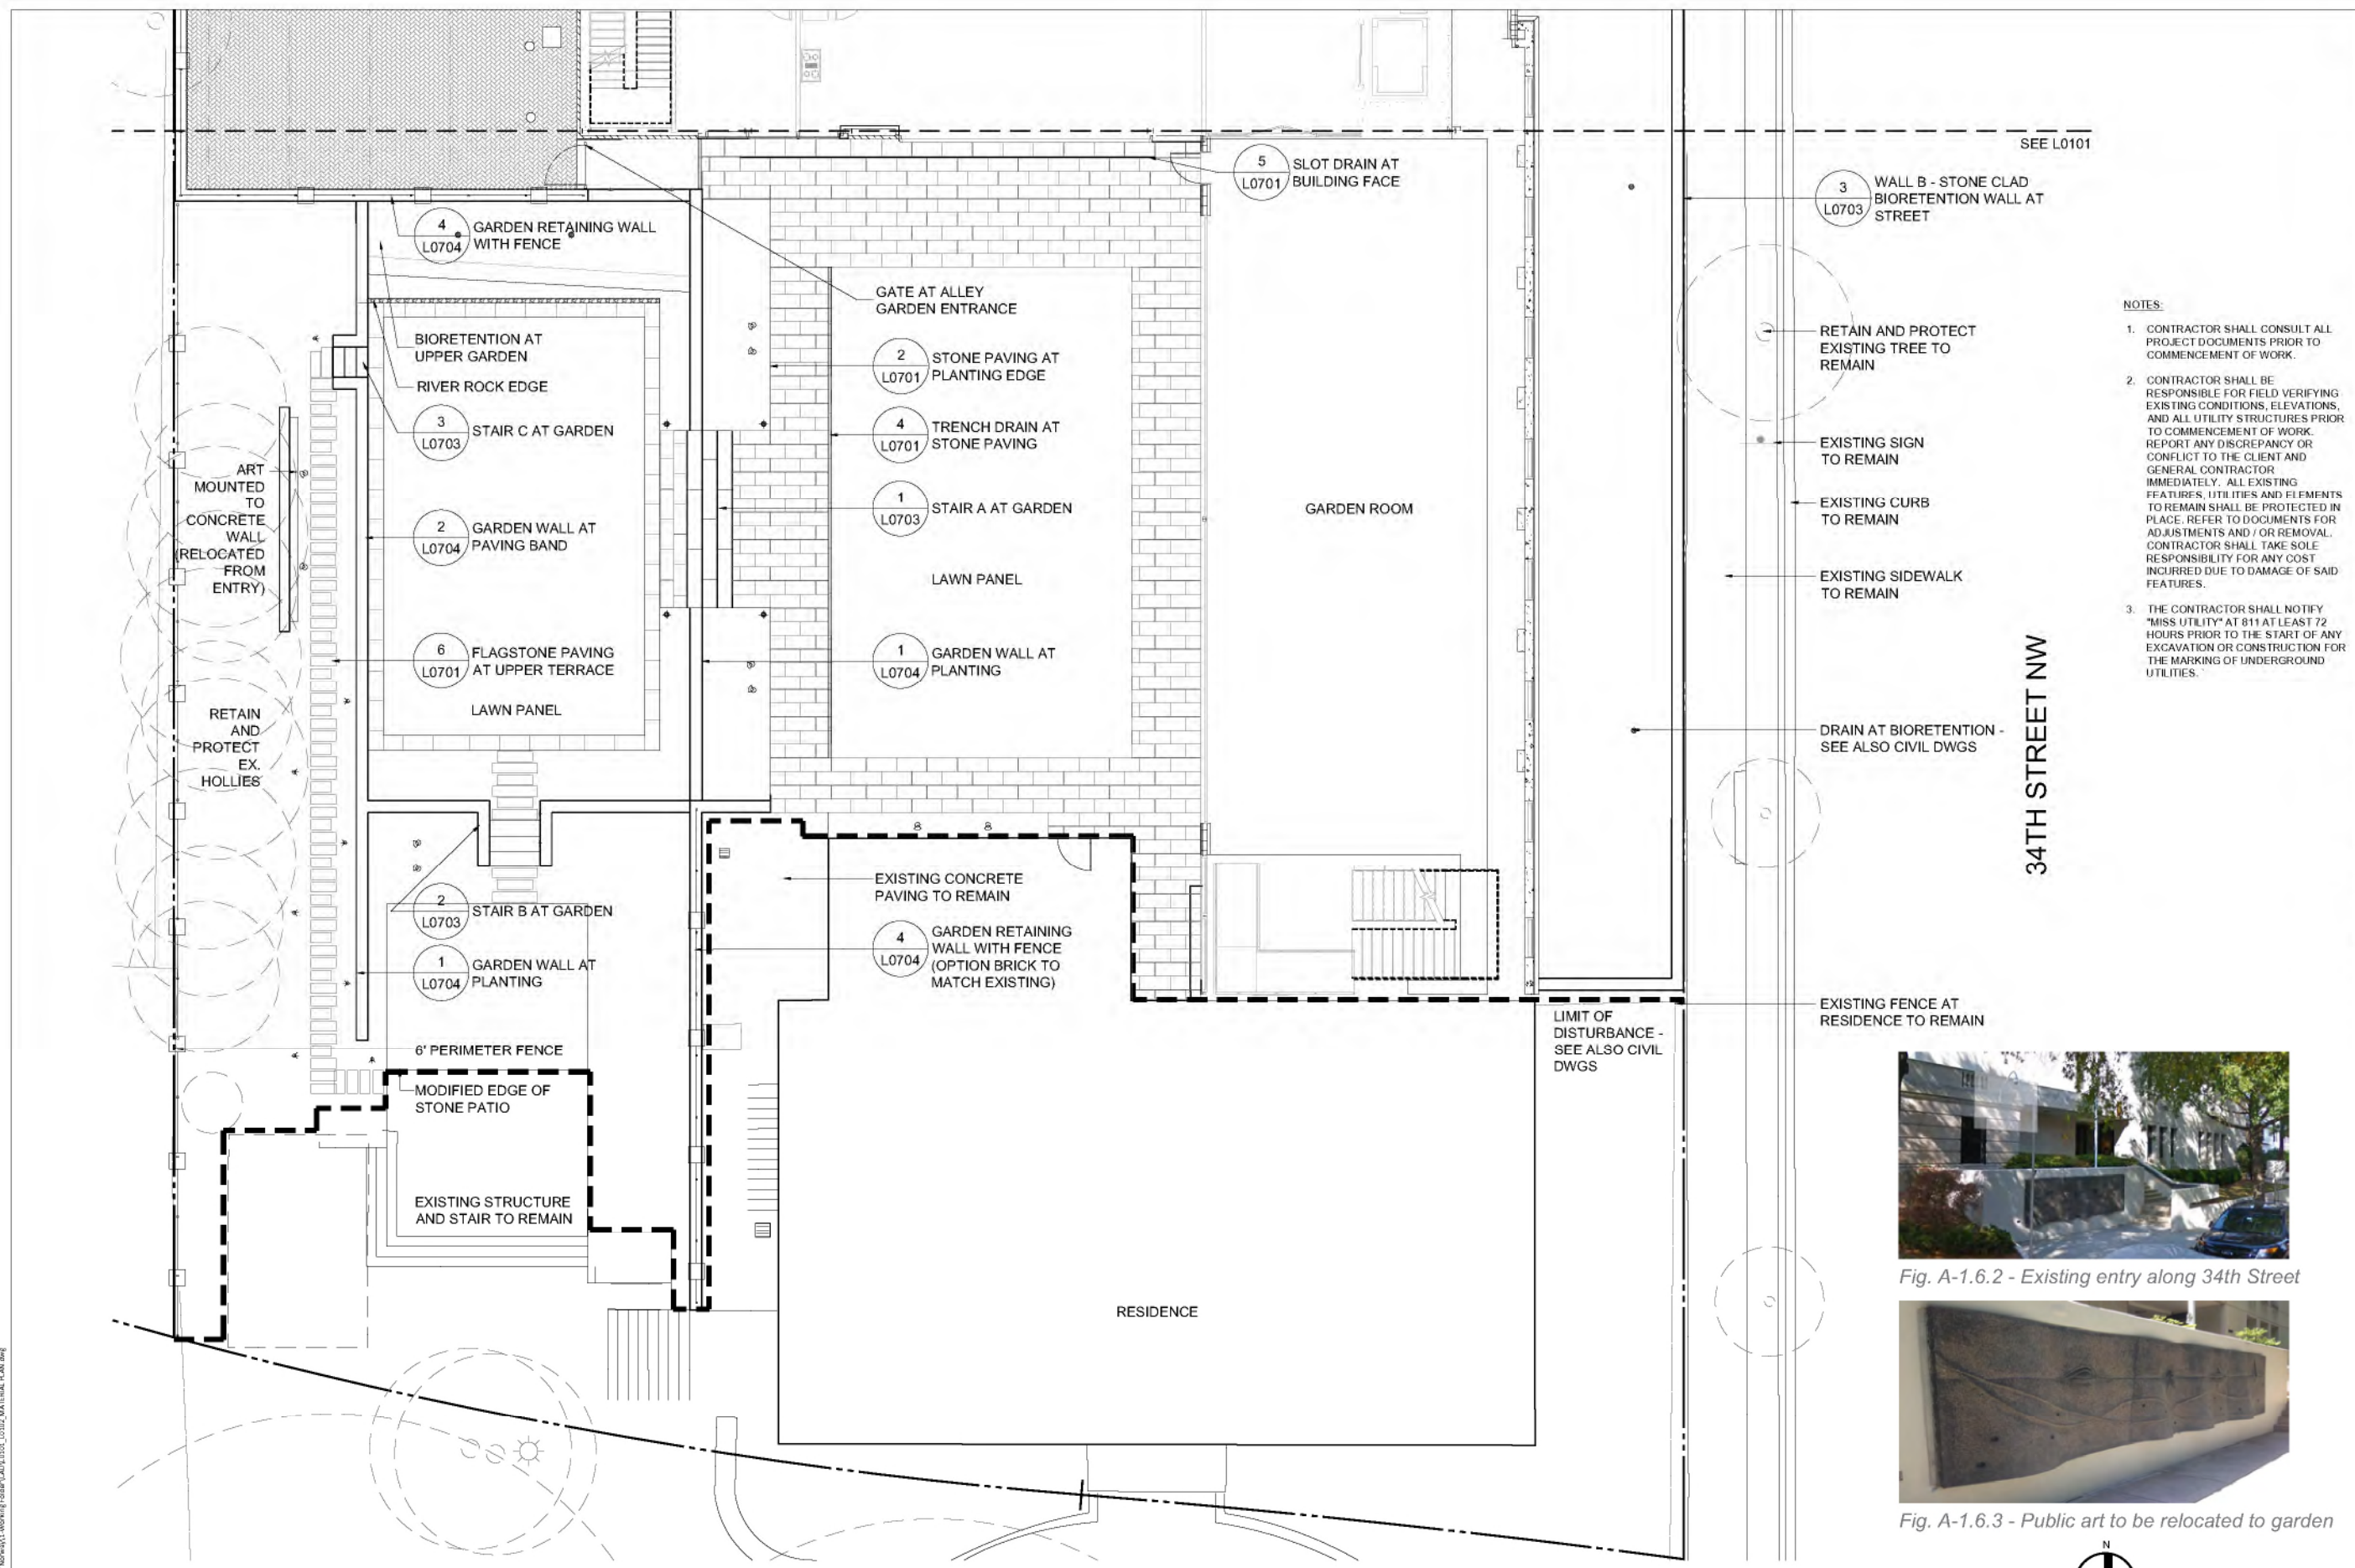 SEE L0101
5
L0701
SLOT DRAIN AT
BUILDING FACE
3
L0703
WALL B - STONE CLAD
BIORETENTION WALL AT
STREET
4
L0704
GARDEN RETAINING WALL
WITH FENCE
GATE AT ALLEY
GARDEN ENTRANCE
BIORETENTION AT
UPPER GARDEN
RIVER ROCK EDGE
2
L0701
STONE PAVING AT
PLANTING EDGE
RETAIN AND PROTECT
EXISTING TREE TO
REMAIN
3
L0703
STAIR C AT GARDEN
4
L0701
TRENCH DRAIN AT
STONE PAVING
EXISTING SIGN
TO REMAIN
ART
MOUNTED
TO
CONCRETE
WALL
(RELOCATED
FROM
ENTRY)
1
L0703
STAIR A AT GARDEN
GARDEN ROOM
EXISTING CURB
TO REMAIN
2
L0704
GARDEN WALL AT
PAVING BAND
LAWN PANEL
EXISTING SIDEWALK
TO REMAIN
6
L0701
FLAGSTONE PAVING
AT UPPER TERRACE
1
L0704
GARDEN WALL AT
PLANTING
LAWN PANEL
RETAIN
AND
PROTECT
EX.
HOLLIES
DRAIN AT BIORETENTION -
SEE ALSO CIVIL DWGS
34TH STREET NW
2
L0703
STAIR B AT GARDEN
EXISTING CONCRETE
PAVING TO REMAIN
4
L0704
GARDEN RETAINING
WALL WITH FENCE
(OPTION BRICK TO
MATCH EXISTING)
1
L0704
GARDEN WALL AT
PLANTING
EXISTING FENCE AT
RESIDENCE TO REMAIN
LIMIT OF
DISTURBANCE -
SEE ALSO CIVIL
DWGS
6' PERIMETER FENCE
MODIFIED EDGE OF
STONE PATIO
EXISTING STRUCTURE
AND STAIR TO REMAIN
RESIDENCE
NOTES:
1. CONTRACTOR SHALL CONSULT ALL
PROJECT DOCUMENTS PRIOR TO
COMMENCEMENT OF WORK.
2. CONTRACTOR SHALL BE
RESPONSIBLE FOR FIELD VERIFYING
EXISTING CONDITIONS, ELEVATIONS,
AND ALL UTILITY STRUCTURES PRIOR
TO COMMENCEMENT OF WORK.
REPORT ANY DISCREPANCY OR
CONFLICT TO THE CLIENT AND
GENERAL CONTRACTOR
IMMEDIATELY. ALL EXISTING
FEATURES, UTILITIES AND ELEMENTS
TO REMAIN SHALL BE PROTECTED IN
PLACE. REFER TO DOCUMENTS FOR
ADJUSTMENTS AND / OR REMOVAL.
CONTRACTOR SHALL TAKE SOLE
RESPONSIBILITY FOR ANY COST
INCURRED DUE TO DAMAGE OF SAID
FEATURES.
3. THE CONTRACTOR SHALL NOTIFY
"MISS UTILITY" AT 811 AT LEAST 72
HOURS PRIOR TO THE START OF ANY
EXCAVATION OR CONSTRUCTION FOR
THE MARKING OF UNDERGROUND
UTILITIES.
Fig. A-1.6.2 - Existing entry along 34th Street
Fig. A-1.6.3 - Public art to be relocated to garden
N